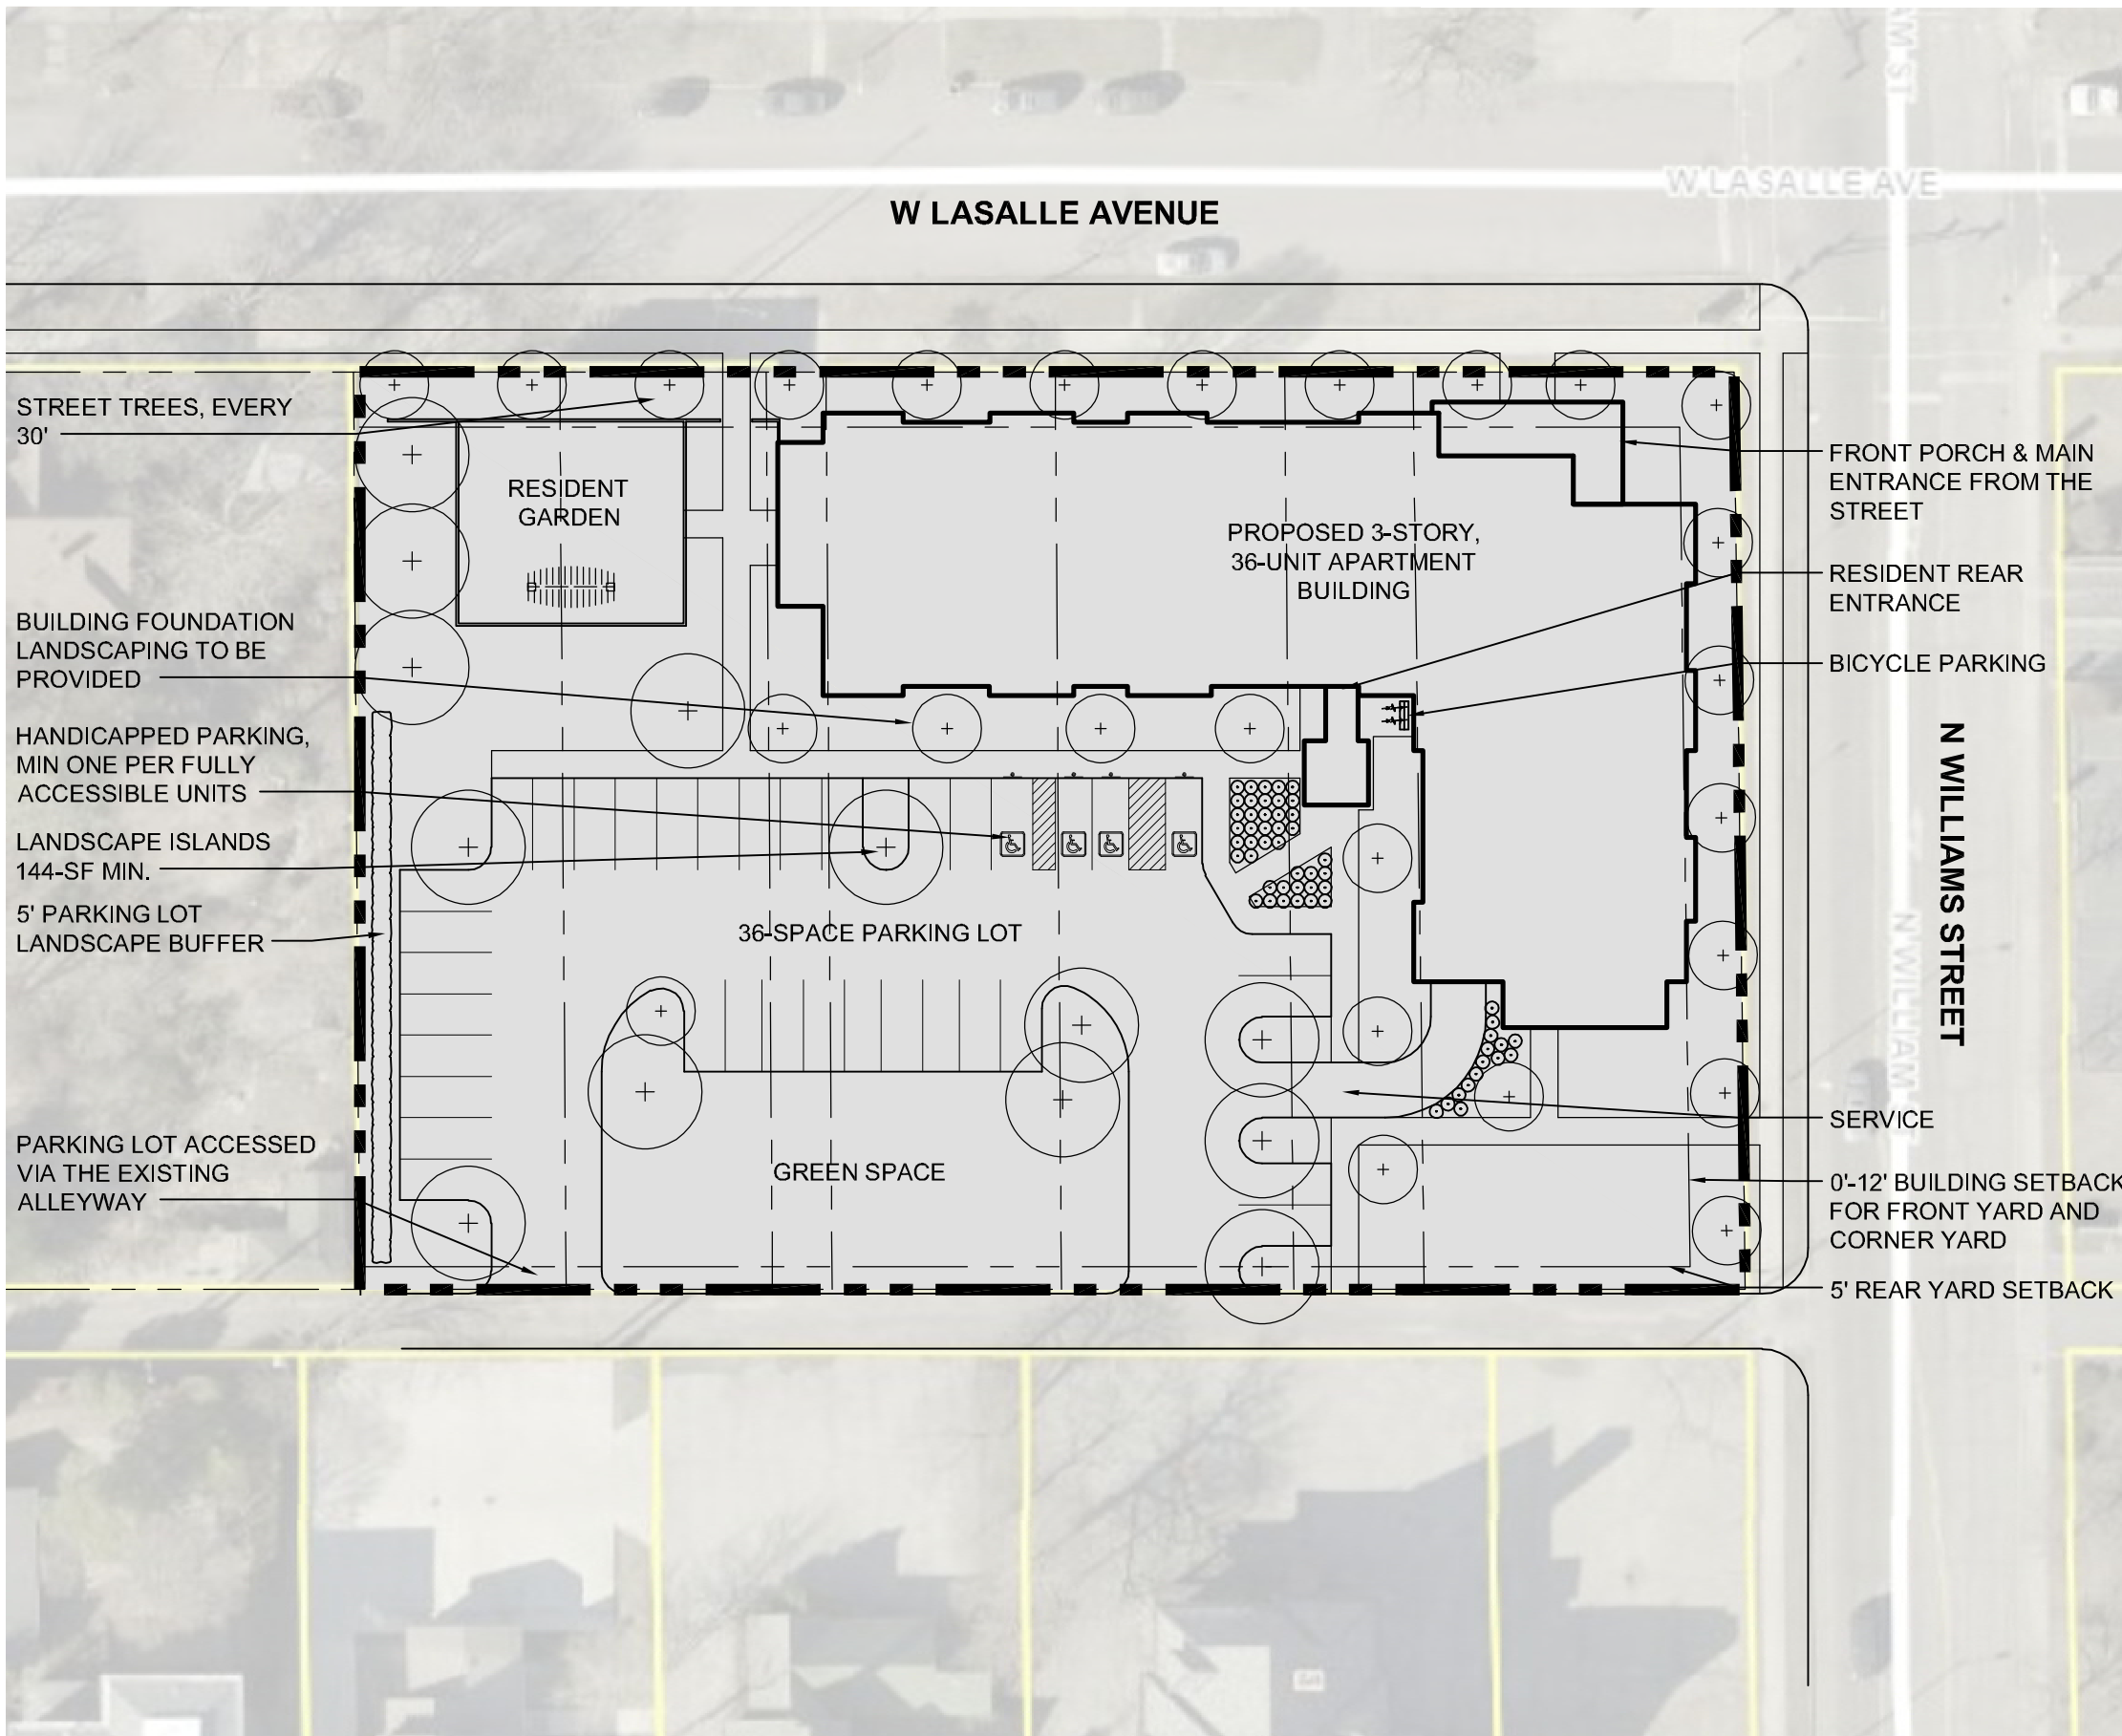 AM ST
W LASALLE AVE
W LASALLE AVENUE
STREET TREES, EVERY
30'
RESIDENT
GARDEN
FRONT PORCH & MAIN
ENTRANCE FROM THE
STREET
PROPOSED 3-STORY,
36-UNIT APARTMENT
BUILDING
RESIDENT REAR
ENTRANCE
BUILDING FOUNDATION
LANDSCAPING TO BE
PROVIDED
BICYCLE PARKING
HANDICAPPED PARKING,
MIN ONE PER FULLY
ACCESSIBLE UNITS
N WILLIAMS STREET
LANDSCAPE ISLANDS
144-SF MIN.
5' PARKING LOT
LANDSCAPE BUFFER
36-SPACE PARKING LOT
N WILLIAM ST
SERVICE
PARKING LOT ACCESSED
VIA THE EXISTING
ALLEYWAY
GREEN SPACE
0'-12' BUILDING SETBACK
FOR FRONT YARD AND
CORNER YARD
5' REAR YARD SETBACK